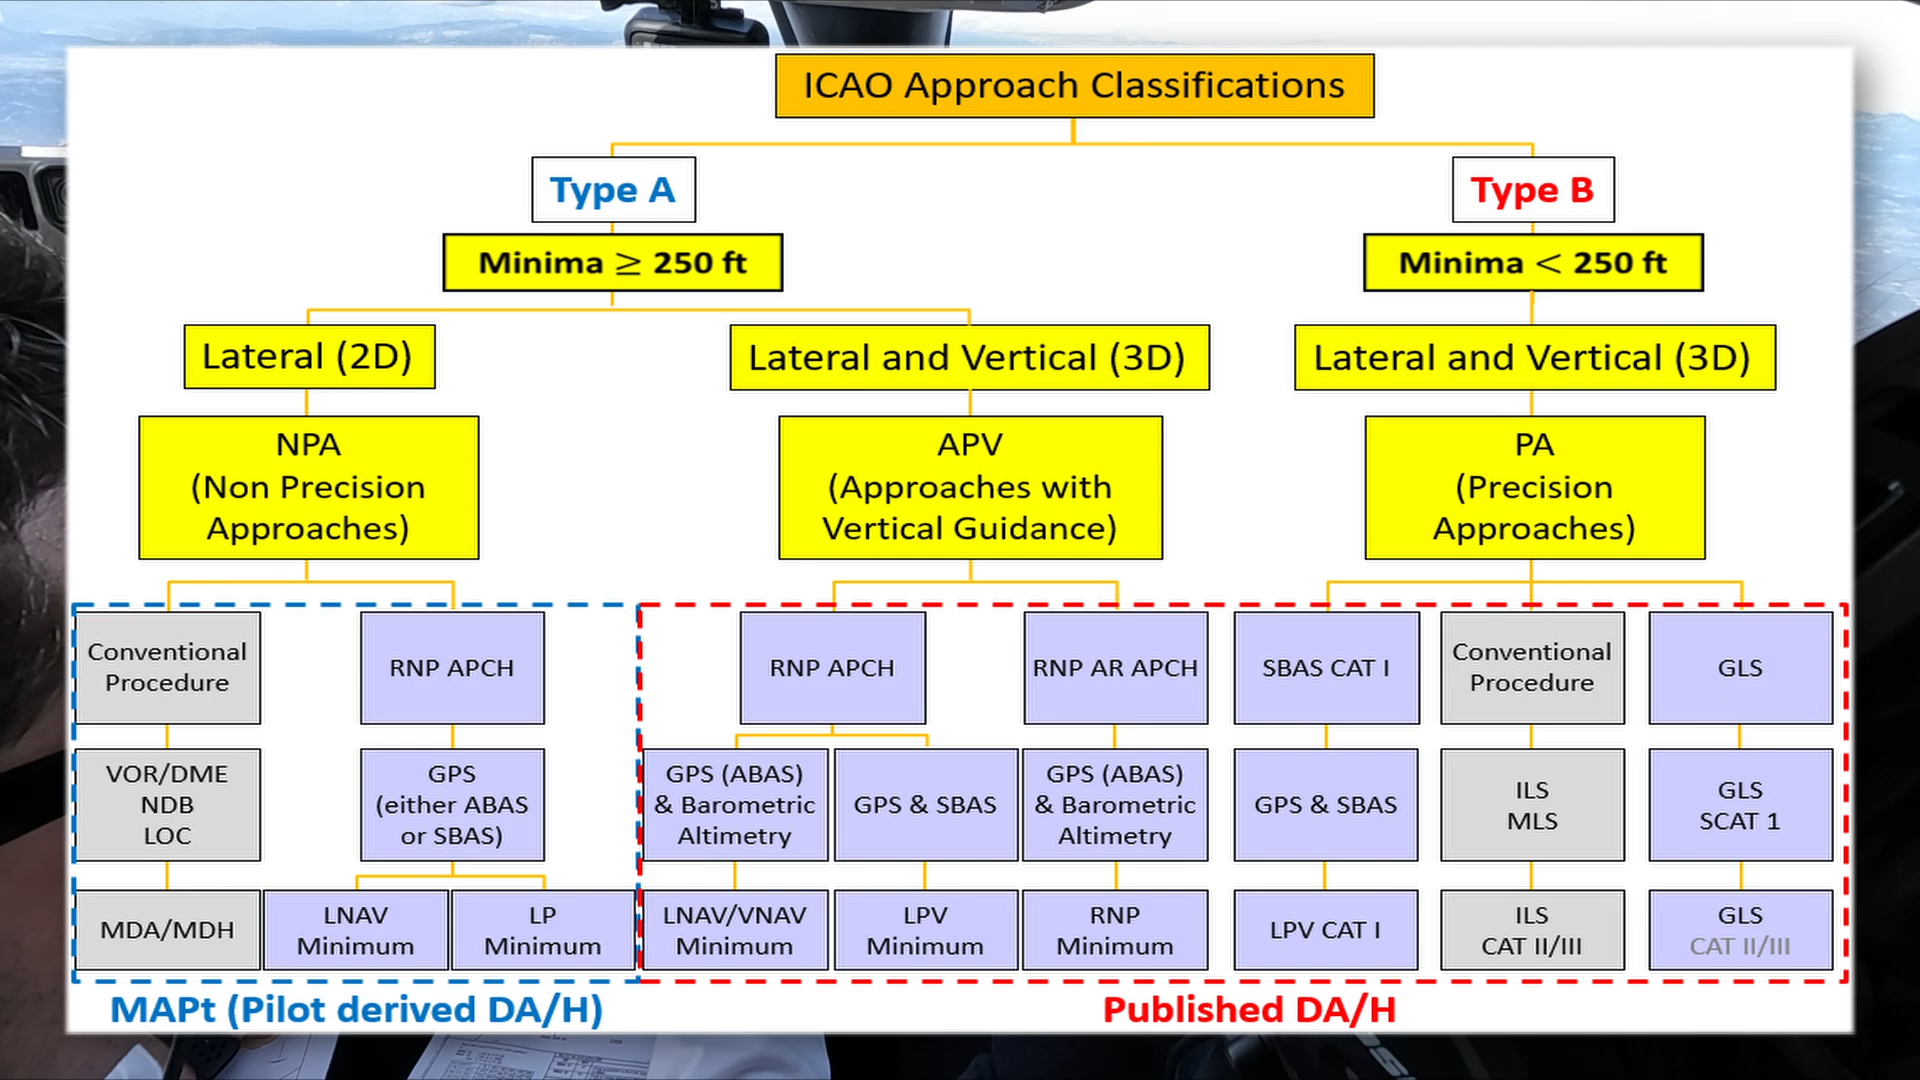 ICAO Approach Classifications
Type A
Type B
Minima ≥ 250 ft
Minima < 250 ft
Lateral (2D)
Lateral and Vertical (3D)
Lateral and Vertical (3D)
NPA
(Non Precision
Approaches)
APV
(Approaches with
Vertical Guidance)
PA
(Precision
Approaches)
Conventional
Procedure
RNP APCH
RNP APCH
RNP AR APCH
SBAS CAT I
Conventional
Procedure
GLS
VOR/DME
NDB
LOC
GPS
(either ABAS
or SBAS)
GPS (ABAS)
& Barometric
Altimetry
GPS & SBAS
GPS (ABAS)
& Barometric
Altimetry
GPS & SBAS
ILS
MLS
GLS
SCAT 1
MDA/MDH
LNAV
Minimum
LP
Minimum
LNAV/VNAV
Minimum
LPV
Minimum
RNP
Minimum
LPV CAT I
ILS
CAT II/III
GLS
CAT II/III
MAPt (Pilot derived DA/H)
Published DA/H